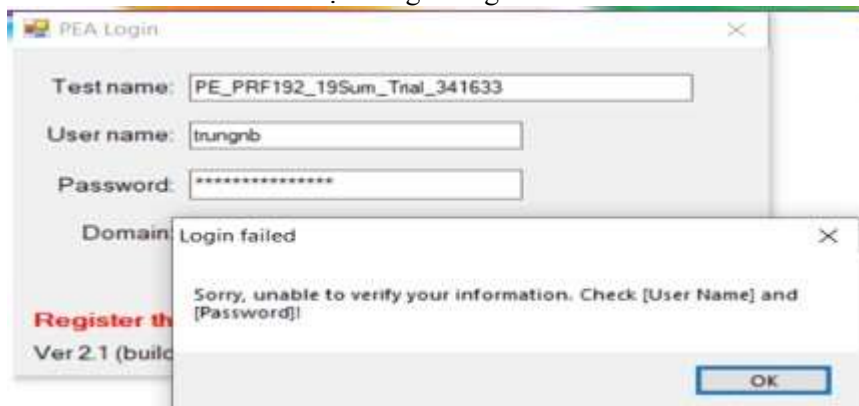 PEA Login
Test name: PE_PRF192_19Sum_Trial_341633
User name: trungnb
Password: ***************
Domain:
Login failed
Sorry, unable to verify your information. Check [User Name] and
[Password]!
Register th
Ver 2.1 (build
OK